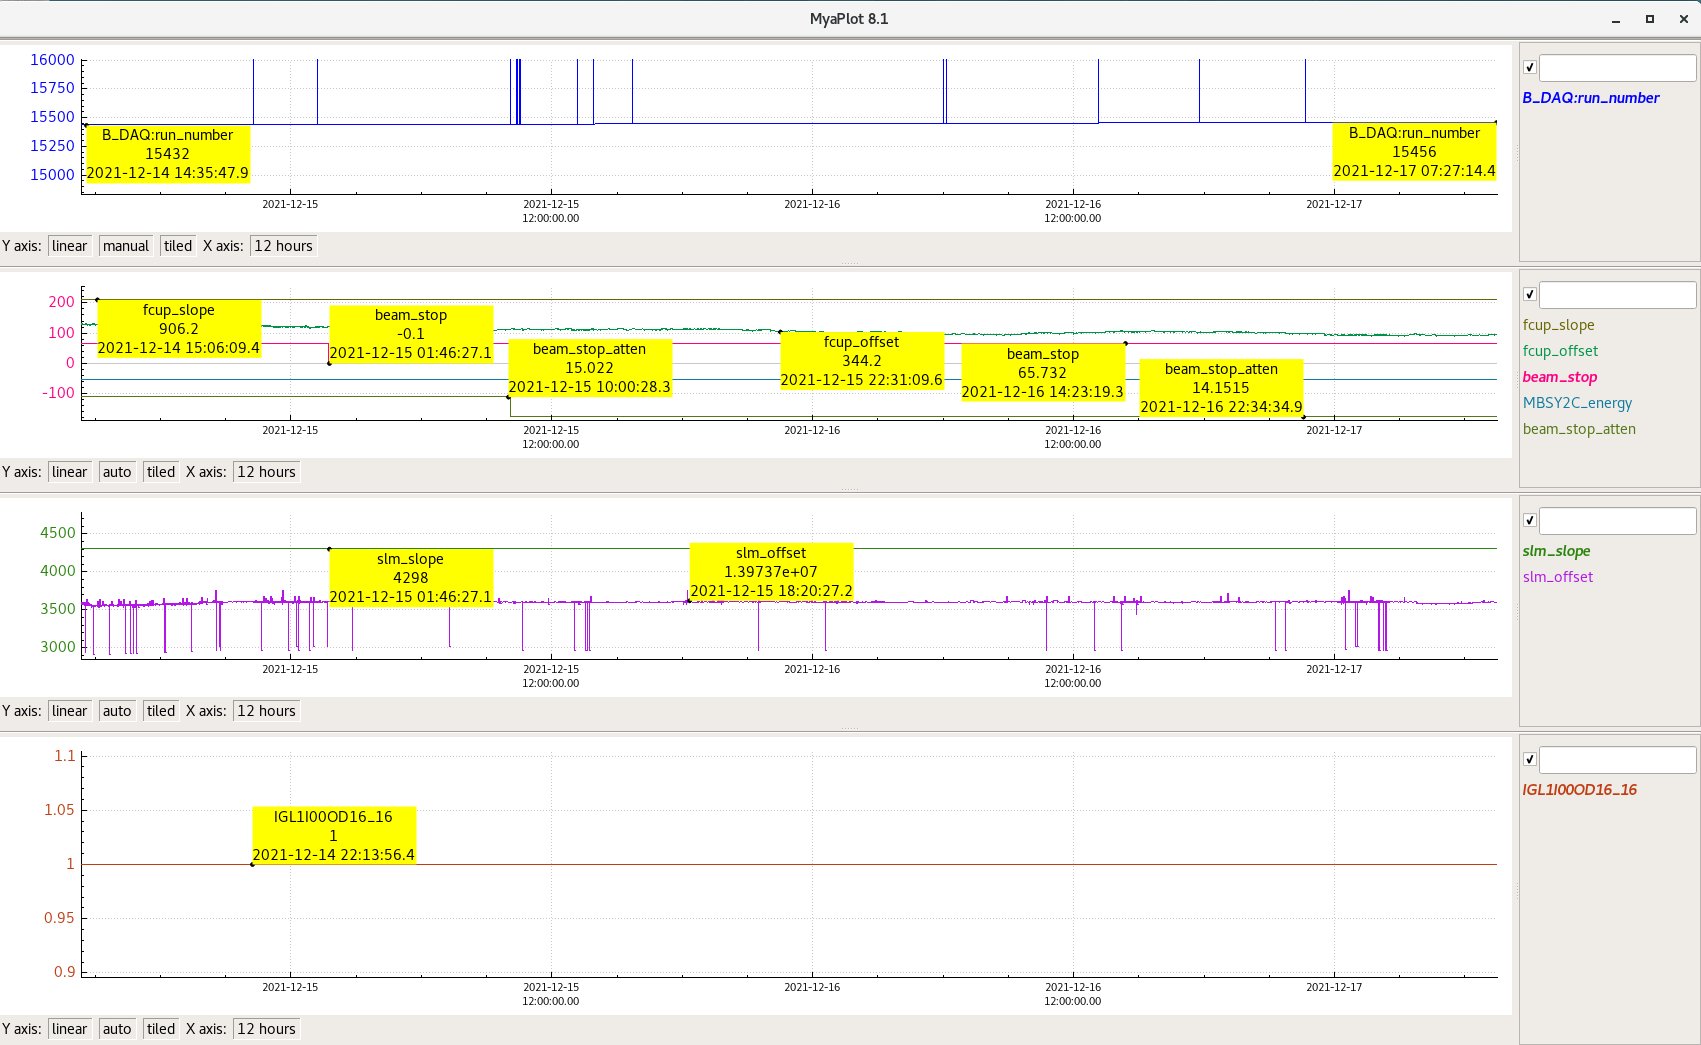 MyaPlot 8.1
16000
15750
15500
15250
15000
B_DAQ:run_number
15432
2021-12-14 14:35:47.9
B_DAQ:run_number
15456
2021-12-17 07:27:14.4
2021-12-15
2021-12-15
12:00:00.00
2021-12-16
2021-12-16
12:00:00.00
2021-12-17
B_DAQ:run_number
Y axis: linear manual tiled X axis: 12 hours
200
100
0
-100
fcup_slope
906.2
2021-12-14 15:06:09.4
beam_stop
-0.1
2021-12-15 01:46:27.1
beam_stop_atten
15.022
2021-12-15 10:00:28.3
fcup_offset
344.2
2021-12-15 22:31:09.6
beam_stop
65.732
2021-12-16 14:23:19.3
beam_stop_atten
14.1515
2021-12-16 22:34:34.9
2021-12-15
2021-12-15
12:00:00.00
2021-12-16
2021-12-16
12:00:00.00
2021-12-17
fcup_slope
fcup_offset
beam_stop
MBSY2C_energy
beam_stop_atten
Y axis: linear auto tiled X axis: 12 hours
4500
4000
3500
3000
slm_slope
4298
2021-12-15 01:46:27.1
slm_offset
1.39737e+07
2021-12-15 18:20:27.2
2021-12-15
2021-12-15
12:00:00.00
2021-12-16
2021-12-16
12:00:00.00
2021-12-17
slm_slope
slm_offset
Y axis: linear auto tiled X axis: 12 hours
1.1
1.05
1
0.95
0.9
IGL1I00OD16_16
1
2021-12-14 22:13:56.4
2021-12-15
2021-12-15
12:00:00.00
2021-12-16
2021-12-16
12:00:00.00
2021-12-17
IGL1I00OD16_16
Y axis: linear auto tiled X axis: 12 hours